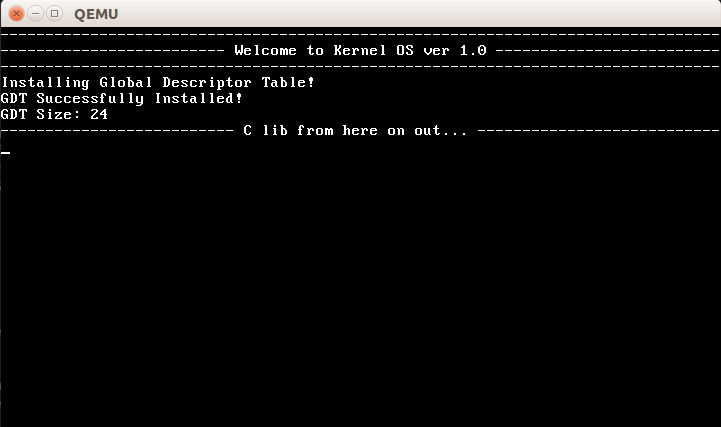 QEMU
--------------------------------------------------------------------------------
------------------------- Welcome to Kernel OS ver 1.0 -------------------------
--------------------------------------------------------------------------------
Installing Global Descriptor Table!
GDT Successfully Installed!
GDT Size: 24
-------------------------- C lib from here on out... ---------------------------
_